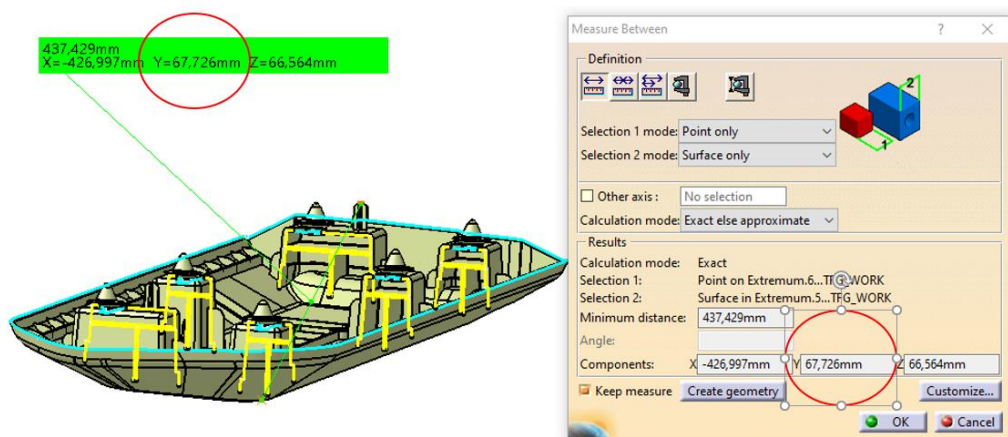 437,429mm
X=-426,997mm Y=67,726mm Z=66,564mm
Measure Between
? ×
Definition
2
1
Selection 1 mode: Point only
Selection 2 mode: Surface only
Other axis : No selection
Calculation mode: Exact else approximate
Results
Calculation mode: Exact
Selection 1: Point on Extremum.6...TFG_WORK
Selection 2: Surface in Extremum.5...TFG_WORK
Minimum distance: 437,429mm
Angle:
Components: X -426,997mm Y 67,726mm Z 66,564mm
Keep measure Create geometry Customize...
OK Cancel